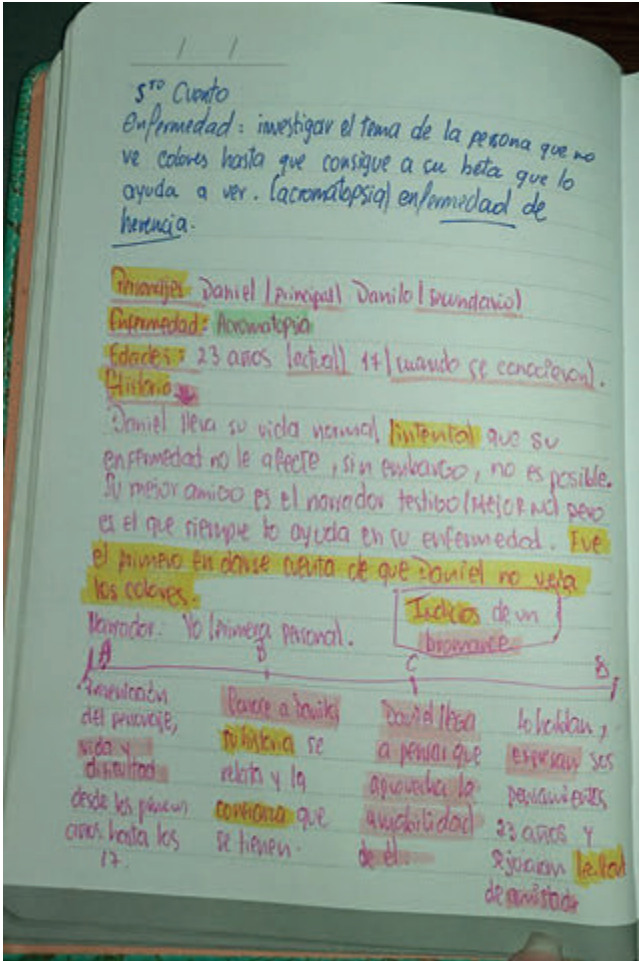 / /
5to Cuento
Enfermedad: investigar el tema de la persona que no
ve colores hasta que consigue a su beta que lo
ayuda a ver. (acromatopsia) enfermedad de
herencia.
Personajes: Daniel (principal) Danilo (secundario)
Enfermedad: Acromatopsia
Edades: 23 años (actual) 17 (cuando se conocieron).
Historia
Daniel lleva su vida normal (intenta) que su
enfermedad no le afecte, sin embargo, no es posible.
Su mejor amigo es el narrador testigo (MEJOR NO) pero
es el que siempre lo ayuda en su enfermedad. Fue
el primero en darse cuenta de que Daniel no veía
los colores.
Narrador: Yo (primera persona).
Indicios de un
bromance.
A B C
del personaje,
vida y
dificultad
desde los primeros
años hasta los
17.
Conoce a Danilo
su historia se
relata y la
confianza que
se tienen.
Daniel llega
a pensar que
aprovecha la
amabilidad
de él
Lo hablan,
expresan sus
pensamientos
23 años y
de amistad